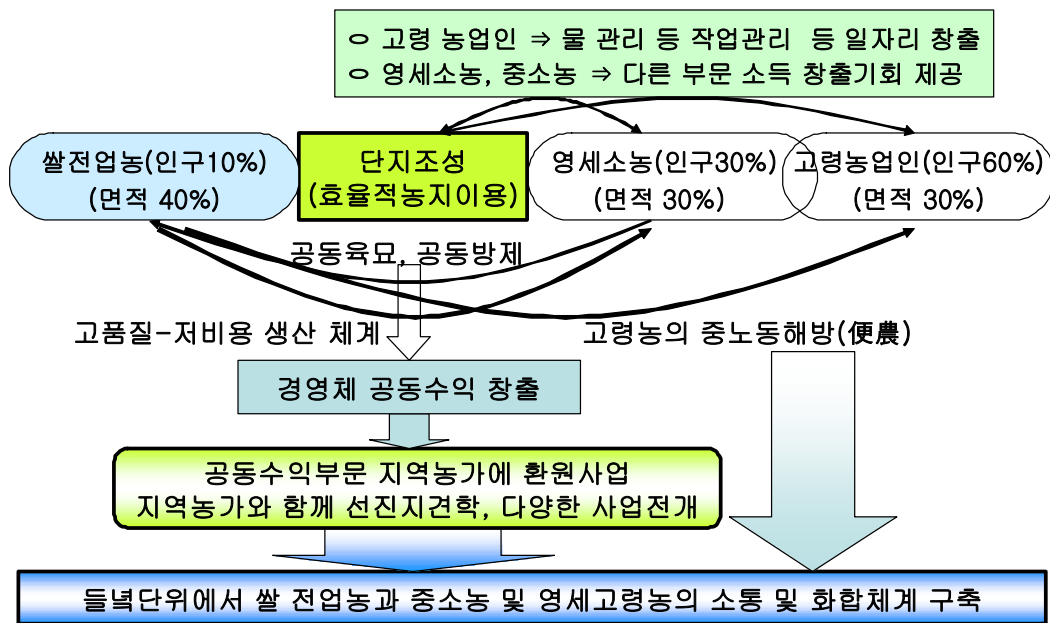 ㅇ 고령 농업인 ⇒ 물 관리 등 작업관리 등 일자리 창출
ㅇ 영세소농, 중소농 ⇒ 다른 부문 소득 창출기회 제공
쌀전업농(인구10%)
(면적 40%)
단지조성
(효율적농지이용)
영세소농(인구30%)
(면적 30%)
고령농업인(인구60%)
(면적 30%)
공동육묘, 공동방제
고품질-저비용 생산 체계
고령농의 중노동해방(便農)
경영체 공동수익 창출
공동수익부문 지역농가에 환원사업
지역농가와 함께 선진지견학, 다양한 사업전개
들녘단위에서 쌀 전업농과 중소농 및 영세고령농의 소통 및 화합체계 구축